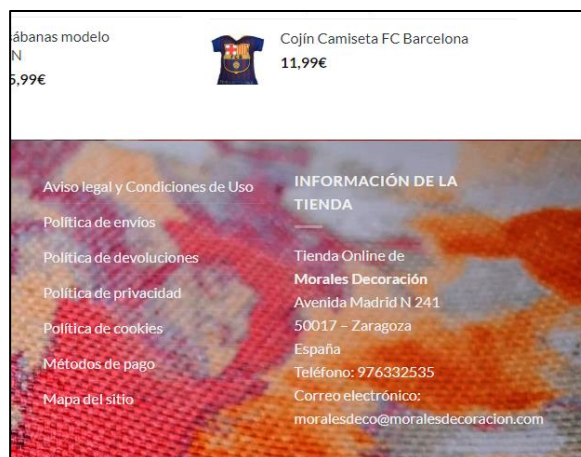 sábanas modelo
N
5,99€
Cojín Camiseta FC Barcelona
11,99€
Aviso legal y Condiciones de Uso
Política de envíos
Política de devoluciones
Política de privacidad
Política de cookies
Métodos de pago
Mapa del sitio
INFORMACIÓN DE LA
TIENDA
Tienda Online de
Morales Decoración
Avenida Madrid N 241
50017 – Zaragoza
España
Teléfono: 976332535
Correo electrónico:
moralesdeco@moralesdecoracion.com